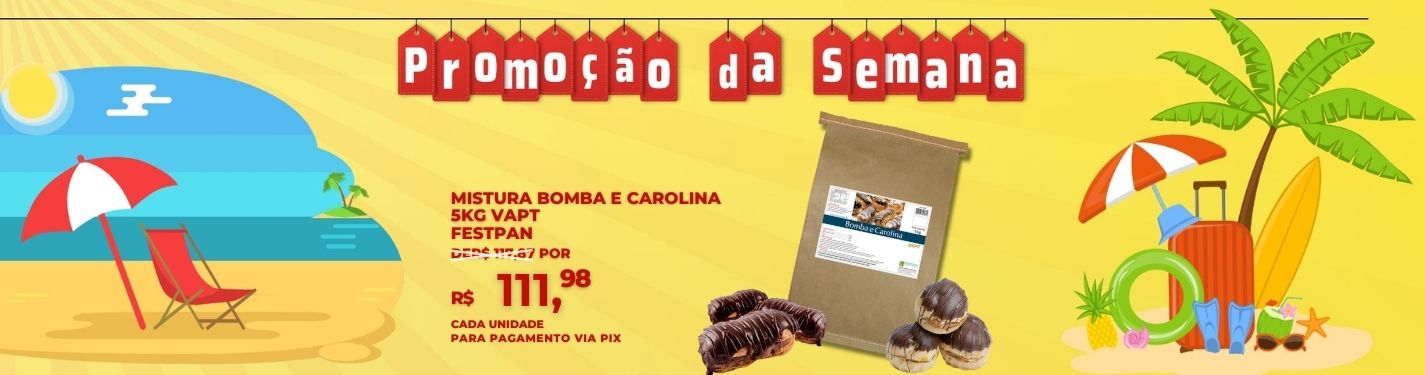 Promoção da Semana
MISTURA BOMBA E CAROLINA
5KG VAPT
FESTPAN
DE R$ 117,67 POR
R$ 111,98
CADA UNIDADE
PARA PAGAMENTO VIA PIX
Bomba e Carolina